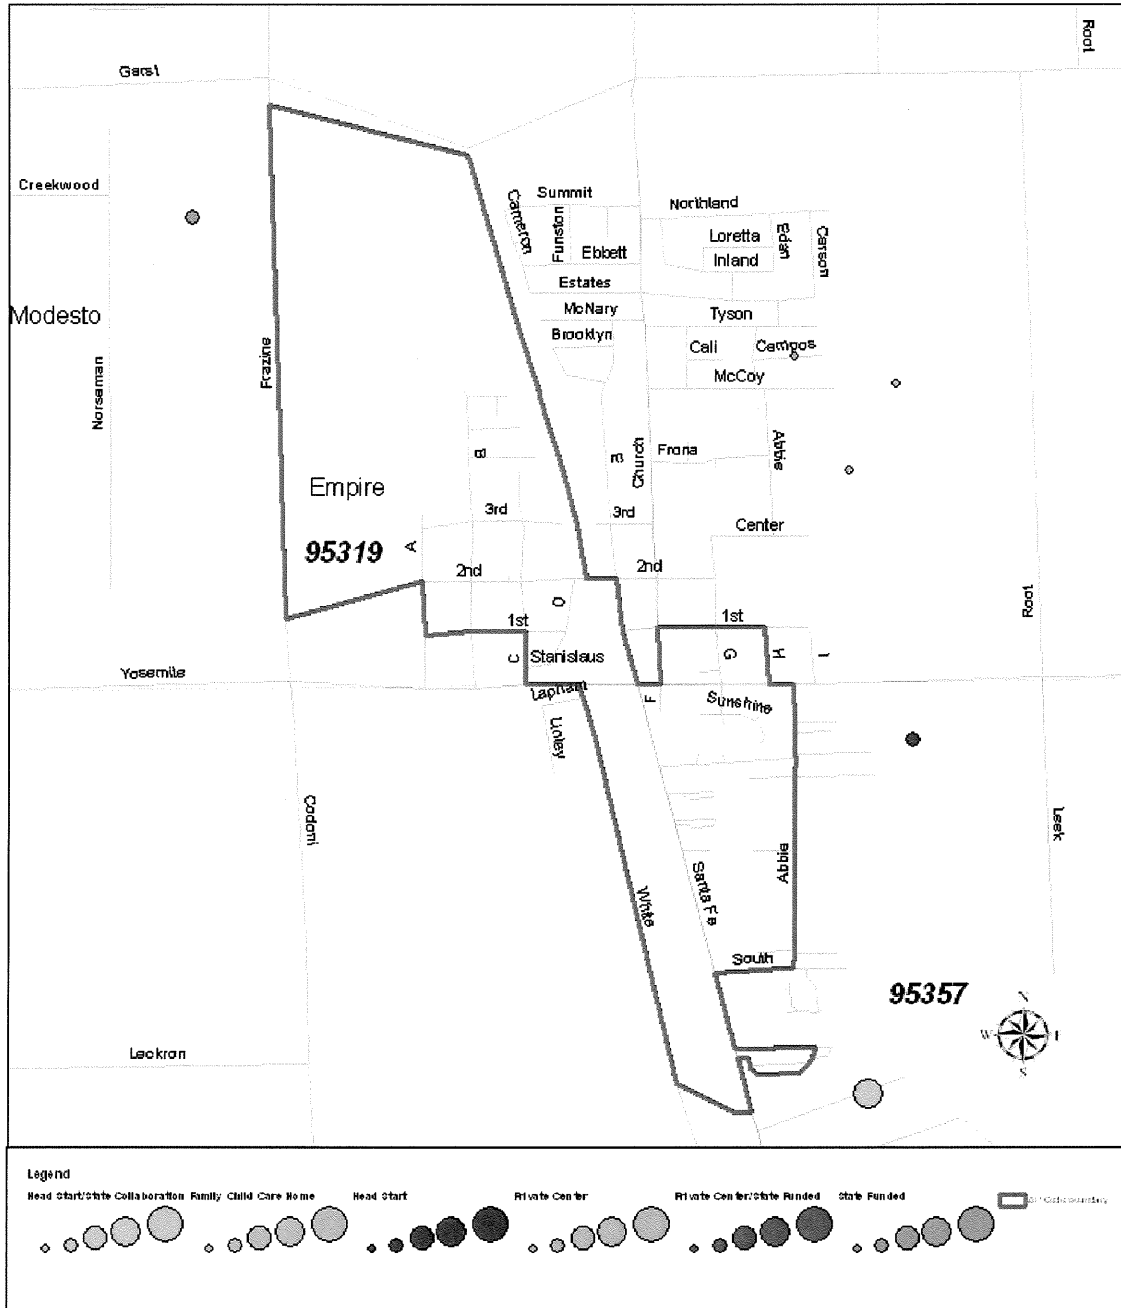 Root
Garst
Creekwood
Summit
Northland
Cameron
Funston
Loretta
Eden
Carson
Ebbett
Inland
Estates
Modesto
McNary
Tyson
Brooklyn
Cali
Campos
McCoy
Frazine
Norseman
B
E
Church
Frona
Abbie
Empire
3rd
3rd
Center
A
95319
2nd
2nd
D
Root
1st
1st
C
Stanislaus
G
H
I
Yosemite
Lapham
F
Sunshine
Linley
Codoni
Leek
Abbie
Santa Fe
White
South
95357
N
W
S
Leckron
Legend
Head Start/State Collaboration Family Child Care Home Head Start Private Center Private Center/State Funded State Funded